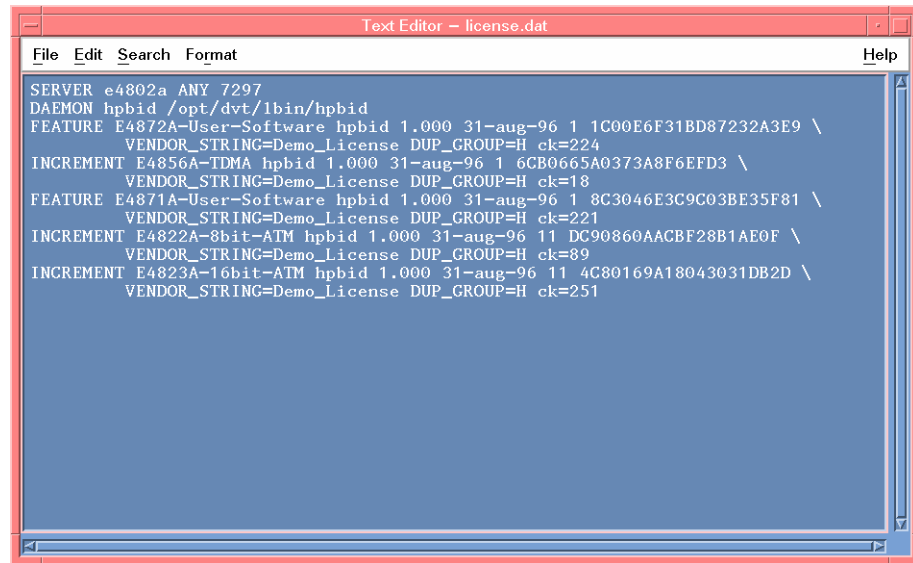 Text Editor – license.dat
File Edit Search Format Help
SERVER e4802a ANY 7297
DAEMON hpbid /opt/dvt/lbin/hpbid
FEATURE E4872A-User-Software hpbid 1.000 31-aug-96 1 1C00E6F31BD87232A3E9 \
VENDOR_STRING=Demo_License DUP_GROUP=H ck=224
INCREMENT E4856A-TDMA hpbid 1.000 31-aug-96 1 6CB0665A0373A8F6EFD3 \
VENDOR_STRING=Demo_License DUP_GROUP=H ck=18
FEATURE E4871A-User-Software hpbid 1.000 31-aug-96 1 8C3046E3C9C03BE35F81 \
VENDOR_STRING=Demo_License DUP_GROUP=H ck=221
INCREMENT E4822A-8bit-ATM hpbid 1.000 31-aug-96 11 DC90860AACBF28B1AE0F \
VENDOR_STRING=Demo_License DUP_GROUP=H ck=89
INCREMENT E4823A-16bit-ATM hpbid 1.000 31-aug-96 11 4C80169A18043031DB2D \
VENDOR_STRING=Demo_License DUP_GROUP=H ck=251